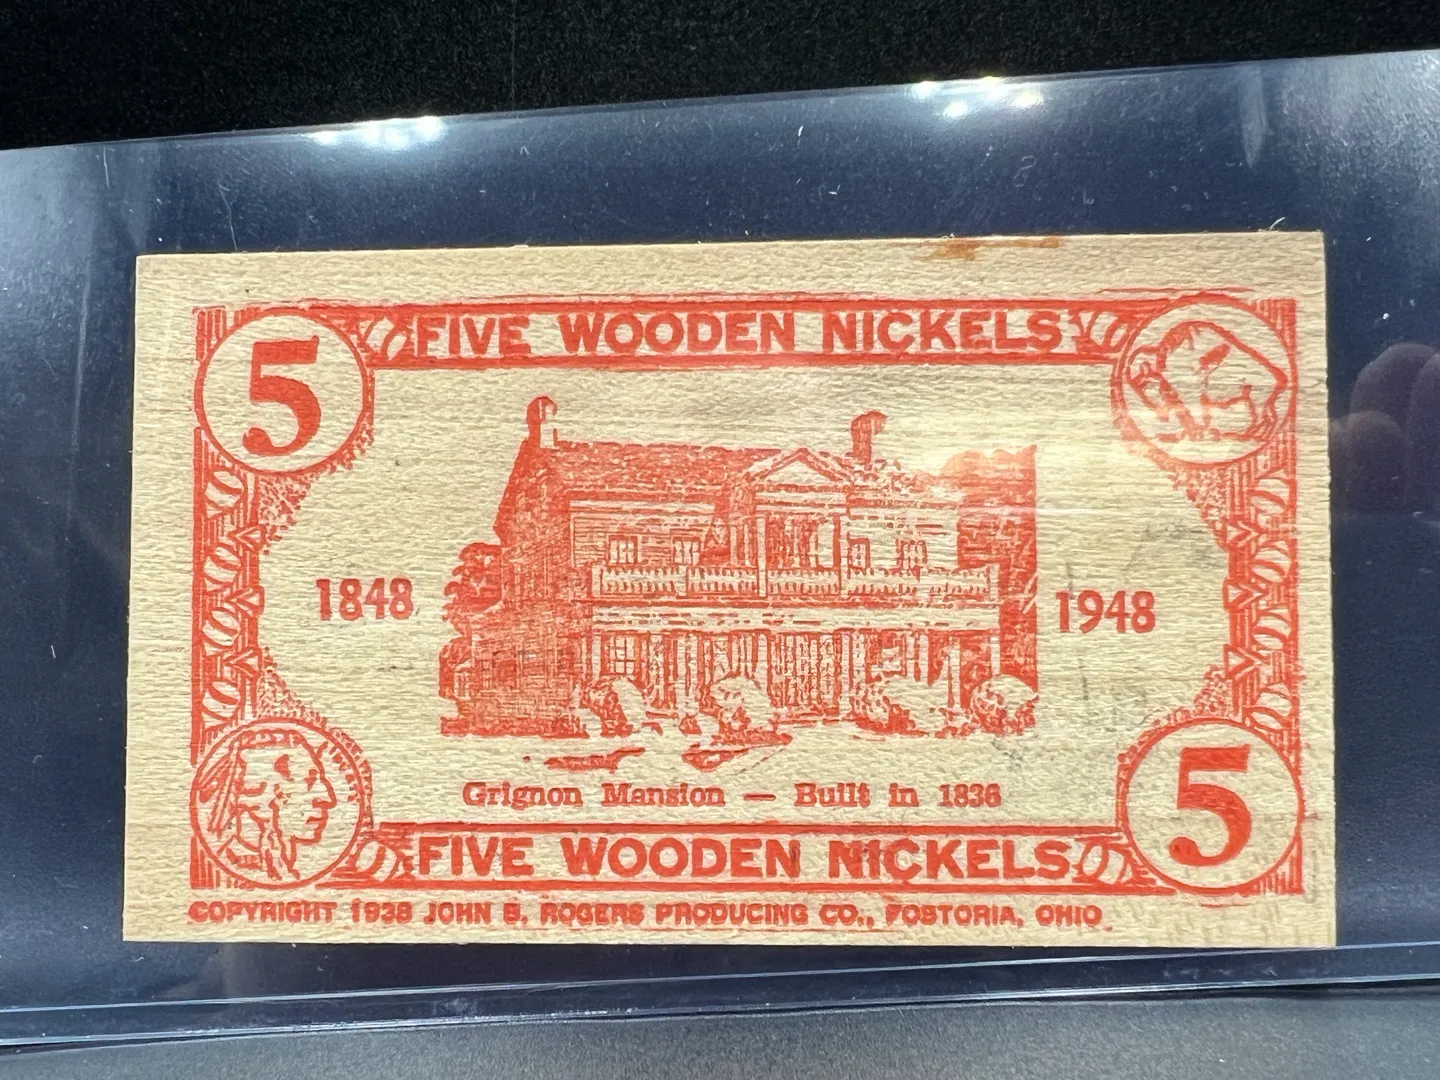 5 FIVE WOODEN NICKELS
1848 1948
Grignon Mansion — Built in 1836
FIVE WOODEN NICKELS 5
COPYRIGHT 1938 JOHN B. ROGERS PRODUCING CO., FOSTORIA, OHIO.